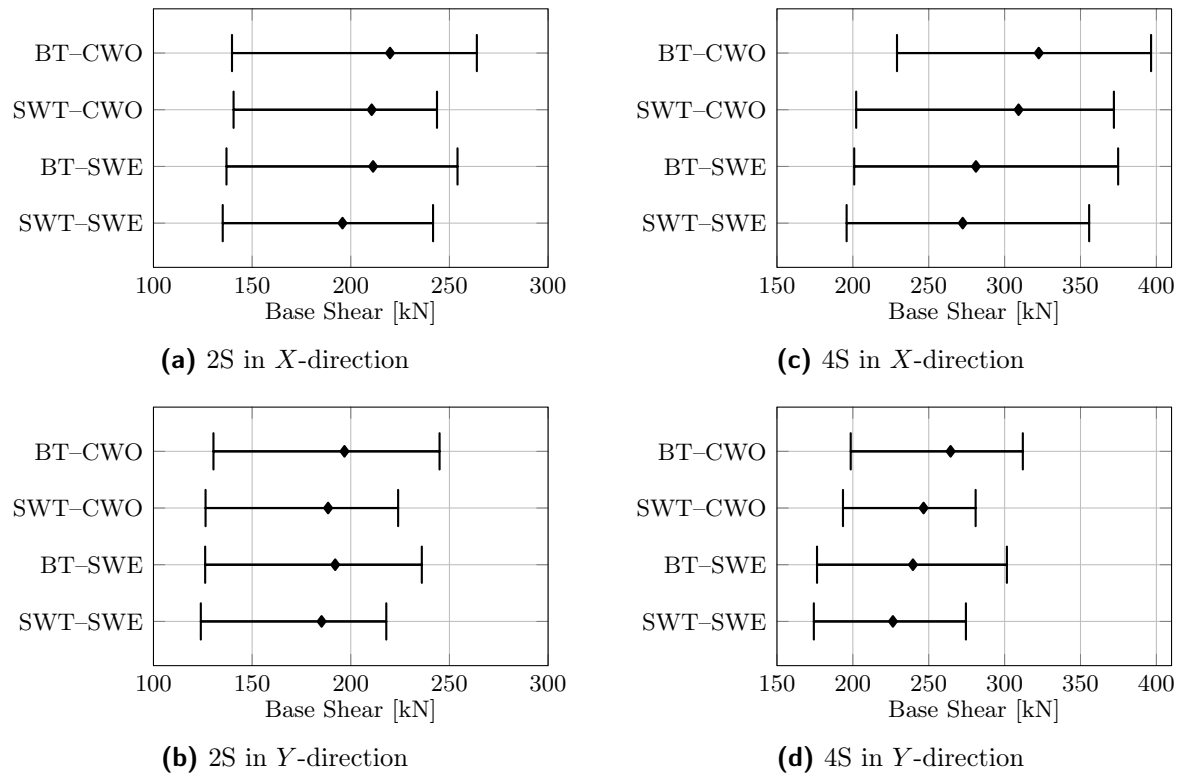 BT–CWO
SWT–CWO
BT–SWE
SWT–SWE
100 150 200 250 300
Base Shear [kN]
(a) 2S in X-direction
BT–CWO
SWT–CWO
BT–SWE
SWT–SWE
150 200 250 300 350 400
Base Shear [kN]
(c) 4S in X-direction
BT–CWO
SWT–CWO
BT–SWE
SWT–SWE
100 150 200 250 300
Base Shear [kN]
(b) 2S in Y-direction
BT–CWO
SWT–CWO
BT–SWE
SWT–SWE
150 200 250 300 350 400
Base Shear [kN]
(d) 4S in Y-direction